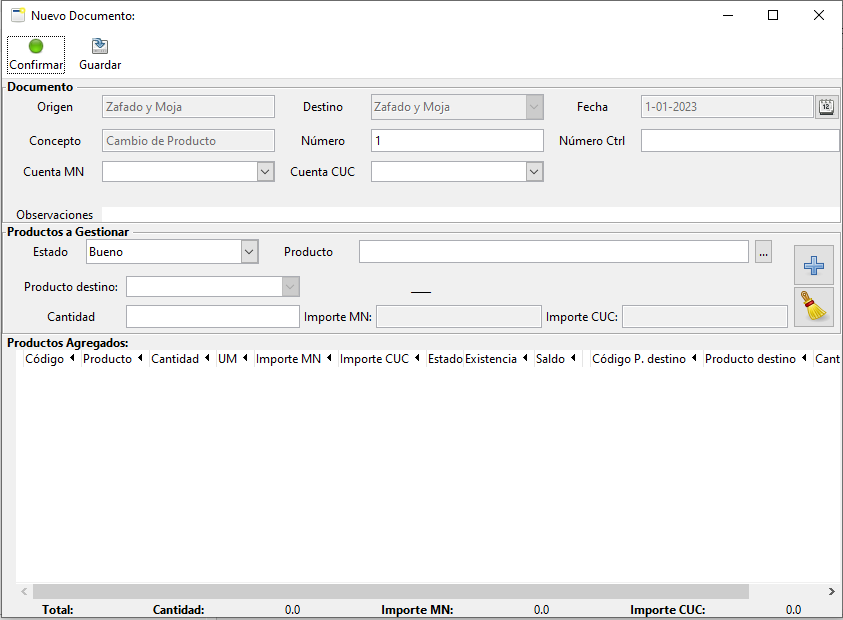 Nuevo Documento:
Confirmar Guardar
Documento
Origen Zafado y Moja Destino Zafado y Moja Fecha 1-01-2023 12
Concepto Cambio de Producto Número 1 Número Ctrl
Cuenta MN Cuenta CUC
Observaciones
Productos a Gestionar
Estado Bueno Producto ...
Producto destino:
Cantidad Importe MN: Importe CUC:
Productos Agregados:
Código Producto Cantidad UM Importe MN Importe CUC Estado Existencia Saldo Código P. destino Producto destino Cant
Total: Cantidad: 0.0 Importe MN: 0.0 Importe CUC: 0.0